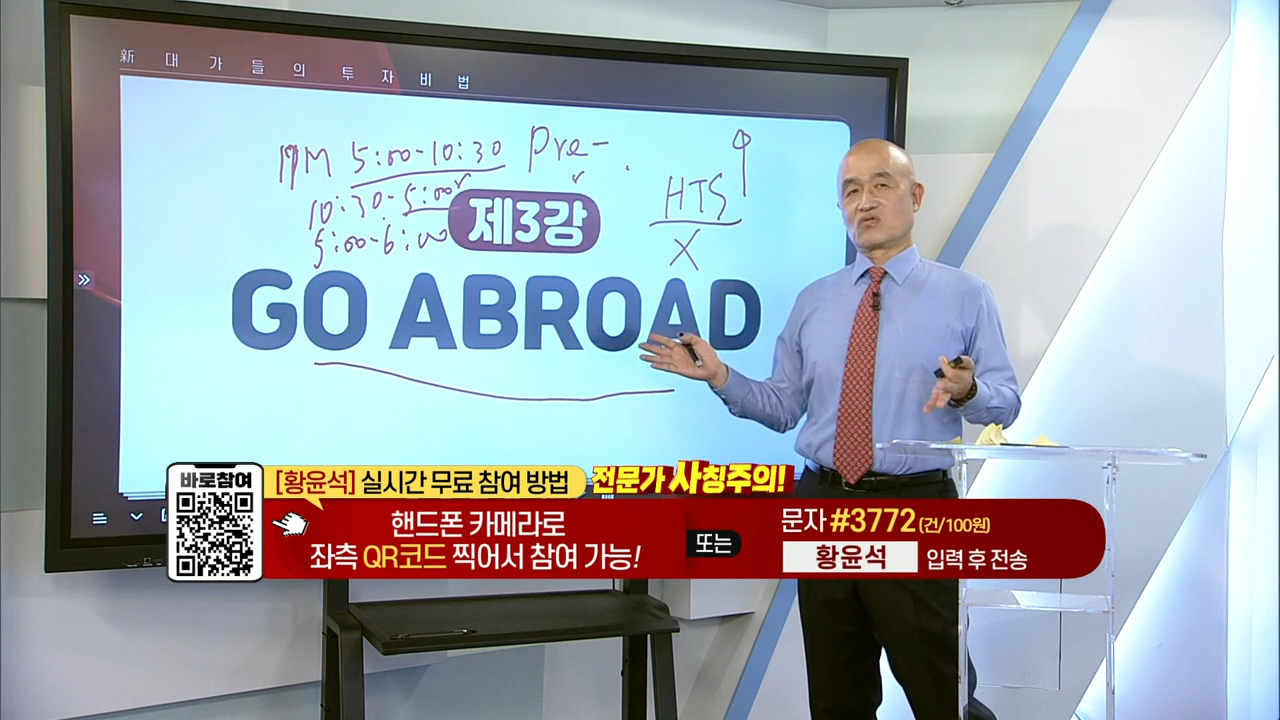 新 대 가 들 의 투 자 비 법
PM 5:00-10:30 Pre-
10:30-5:00
5:00-6:00
HTS
X
제3강
GO ABROAD
바로참여
[황윤석] 실시간 무료 참여 방법
전문가 사칭주의!
핸드폰 카메라로
좌측 QR코드 찍어서 참여 가능!
또는
문자 #3772 (건/100원)
황윤석 입력 후 전송